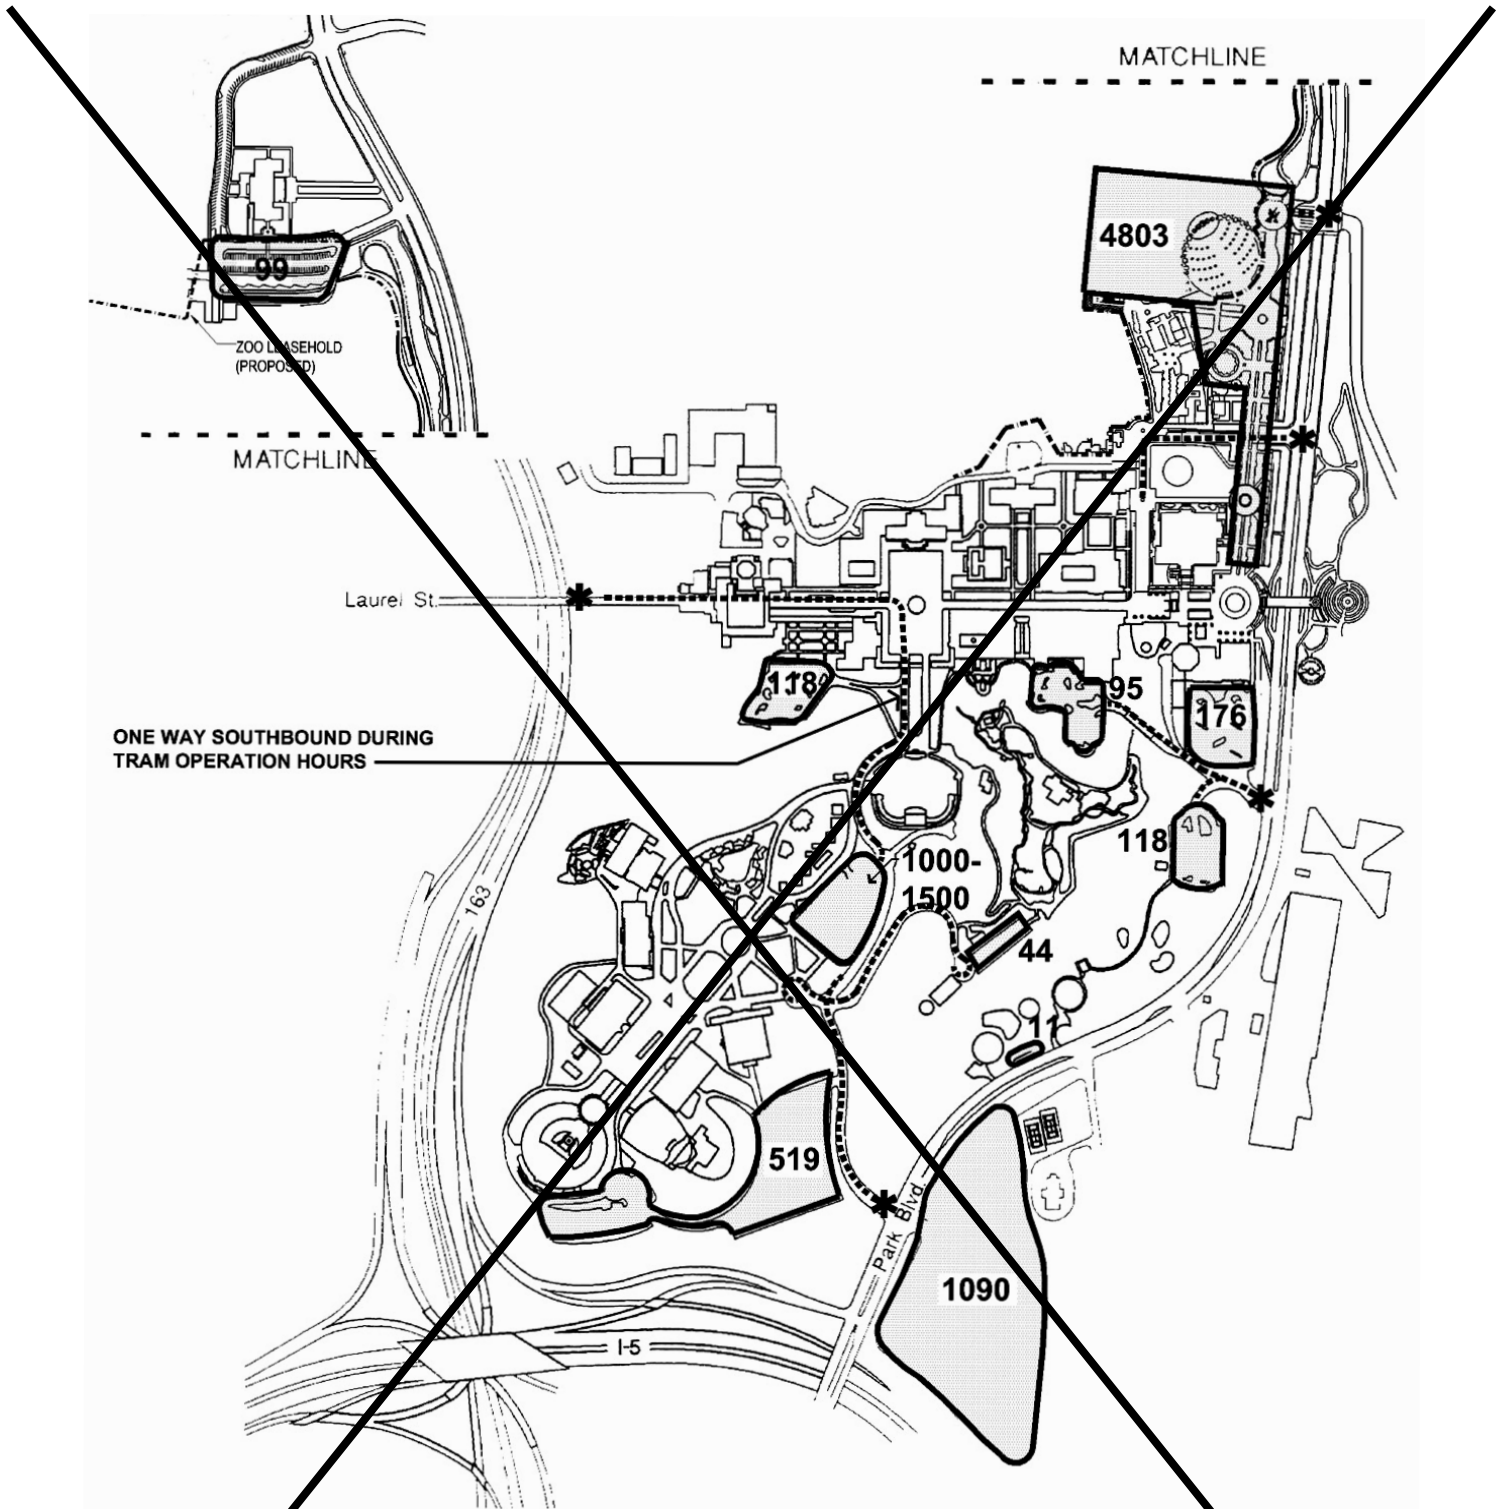 MATCHLINE
4803
99
ZOO LEASEHOLD
(PROPOSED)
MATCHLINE
Laurel St.
118
95
176
ONE WAY SOUTHBOUND DURING
TRAM OPERATION HOURS
118
1000-
1500
163
44
11
519
Park Blvd.
1090
I-5